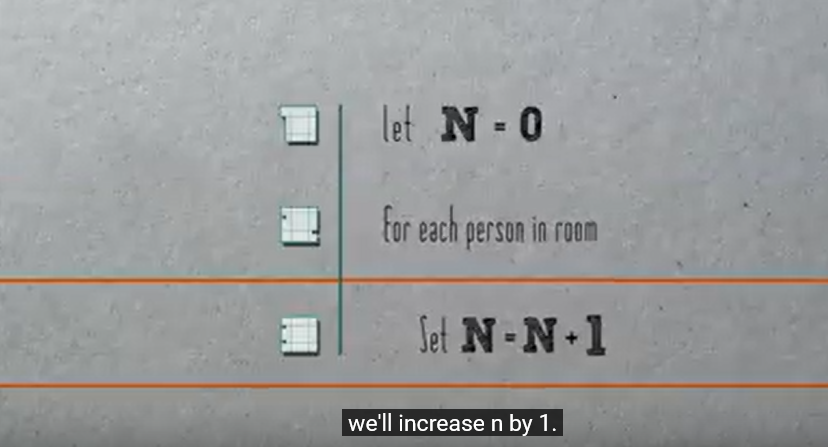 let N = 0
For each person in room
Set N = N + 1
we'll increase n by 1.